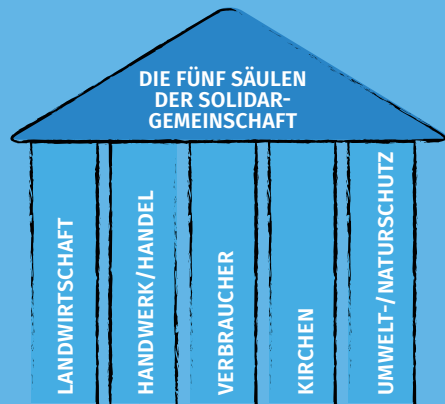 DIE FÜNF SÄULEN
DER SOLIDAR-
GEMEINSCHAFT
LANDWIRTSCHAFT
HANDWERK/HANDEL
VERBRAUCHER
KIRCHEN
UMWELT-/NATURSCHUTZ